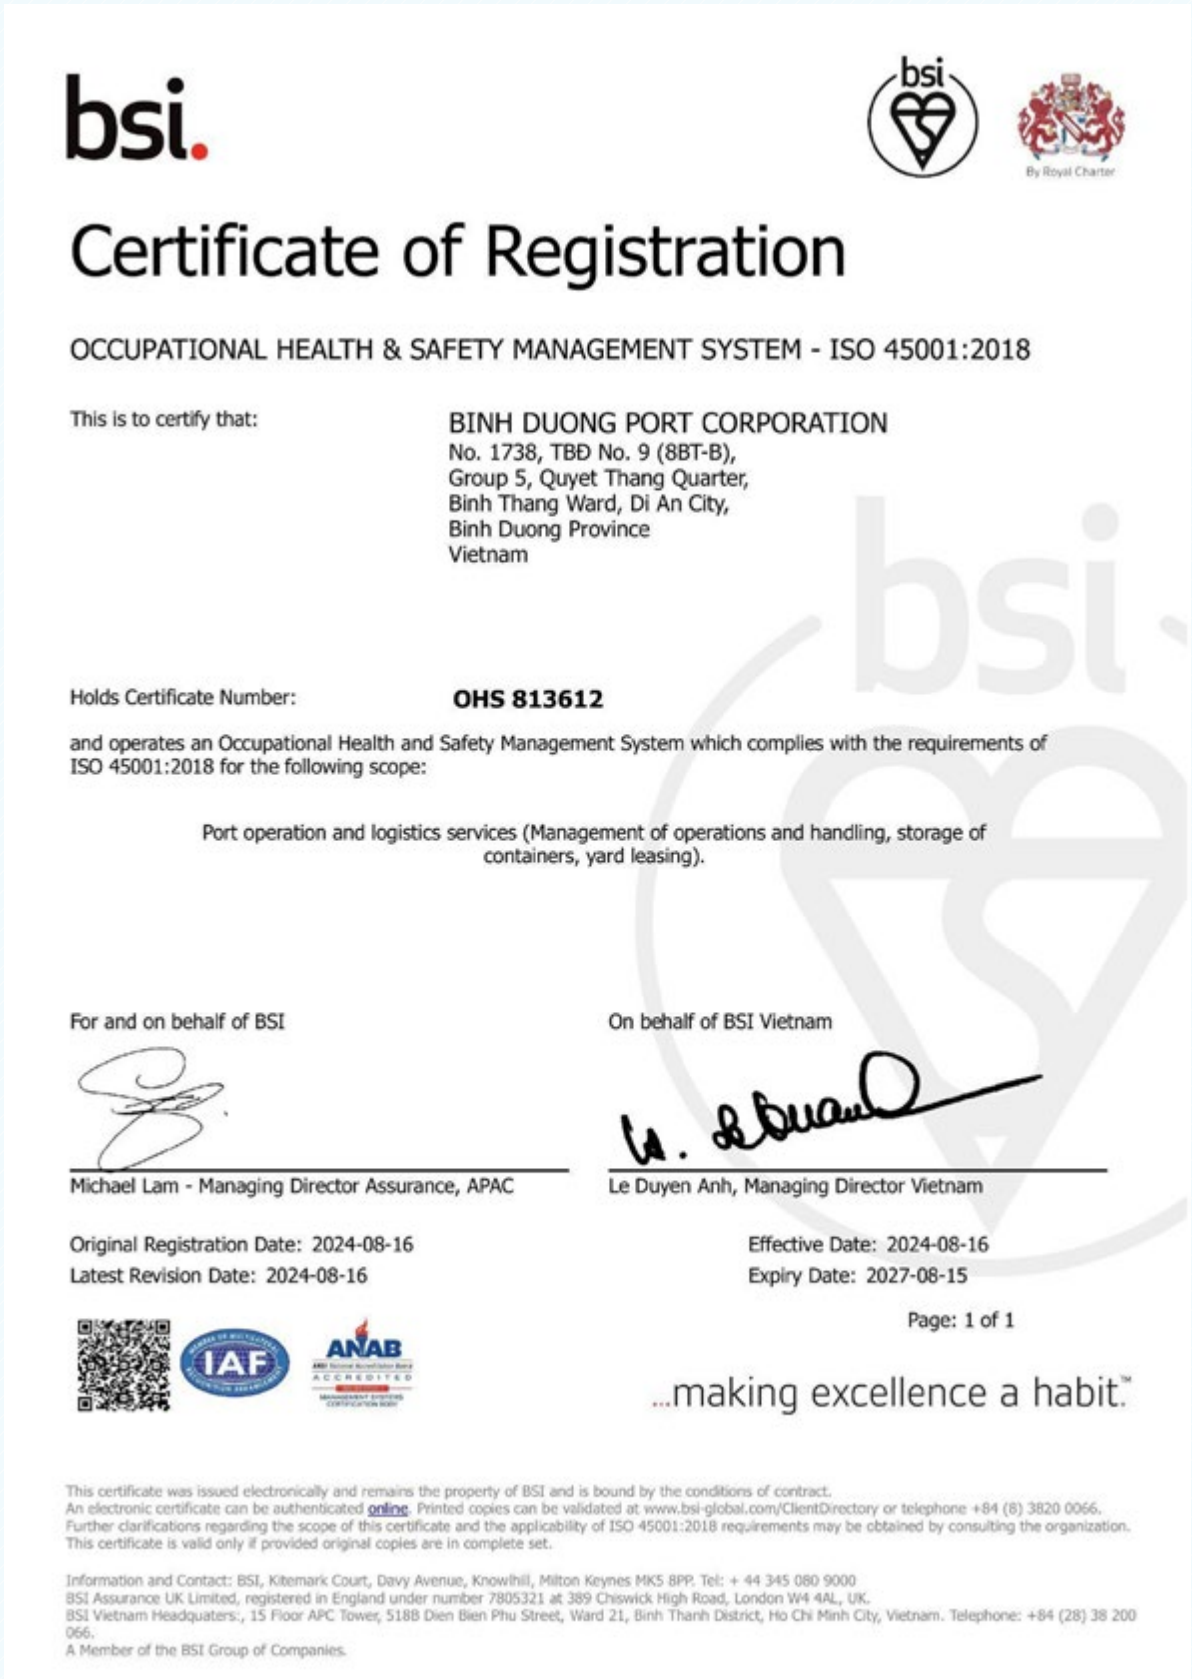 bsi.
bsi
By Royal Charter
Certificate of Registration
OCCUPATIONAL HEALTH & SAFETY MANAGEMENT SYSTEM - ISO 45001:2018
This is to certify that:
BINH DUONG PORT CORPORATION
No. 1738, TBĐ No. 9 (8BT-B),
Group 5, Quyet Thang Quarter,
Binh Thang Ward, Di An City,
Binh Duong Province
Vietnam
bsi
Holds Certificate Number:
OHS 813612
and operates an Occupational Health and Safety Management System which complies with the requirements of
ISO 45001:2018 for the following scope:
Port operation and logistics services (Management of operations and handling, storage of
containers, yard leasing).
For and on behalf of BSI
On behalf of BSI Vietnam
Michael Lam - Managing Director Assurance, APAC
Le Duyen Anh, Managing Director Vietnam
Original Registration Date: 2024-08-16
Effective Date: 2024-08-16
Latest Revision Date: 2024-08-16
Expiry Date: 2027-08-15
Page: 1 of 1
MEMBER OF MULTILATERAL
IAF
RECOGNITION ARRANGEMENT
ANAB
ANSI National Accreditation Board
ACCREDITED
MANAGEMENT SYSTEMS
CERTIFICATION BODY
...making excellence a habit.™
This certificate was issued electronically and remains the property of BSI and is bound by the conditions of contract.
An electronic certificate can be authenticated online. Printed copies can be validated at www.bsi-global.com/ClientDirectory or telephone +84 (8) 3820 0066.
Further clarifications regarding the scope of this certificate and the applicability of ISO 45001:2018 requirements may be obtained by consulting the organization.
This certificate is valid only if provided original copies are in complete set.
Information and Contact: BSI, Kitemark Court, Davy Avenue, Knowlhill, Milton Keynes MK5 8PP. Tel: + 44 345 080 9000
BSI Assurance UK Limited, registered in England under number 7805321 at 389 Chiswick High Road, London W4 4AL, UK.
BSI Vietnam Headquaters:, 15 Floor APC Tower, 518B Dien Bien Phu Street, Ward 21, Binh Thanh District, Ho Chi Minh City, Vietnam. Telephone: +84 (28) 38 200
066.
A Member of the BSI Group of Companies.